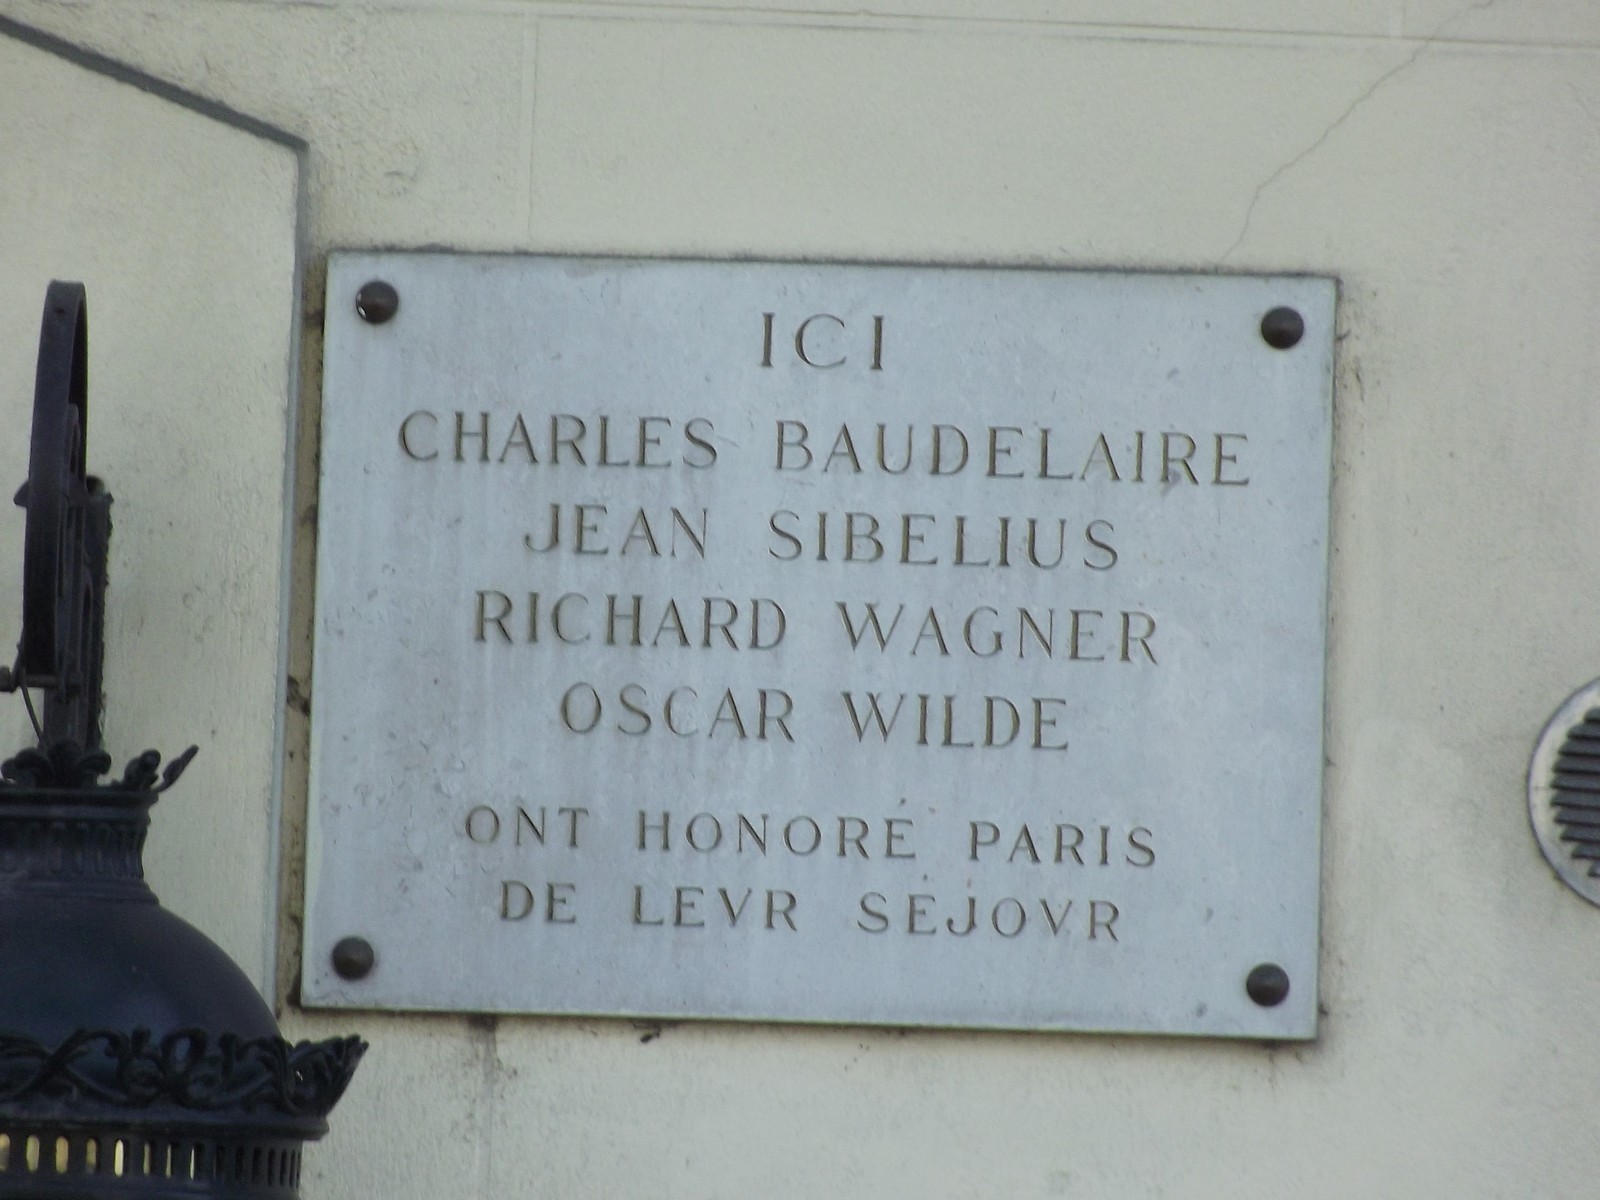 ICI
CHARLES BAUDELAIRE
JEAN SIBELIUS
RICHARD WAGNER
OSCAR WILDE
ONT HONORÉ PARIS
DE LEVR SÉJOVR